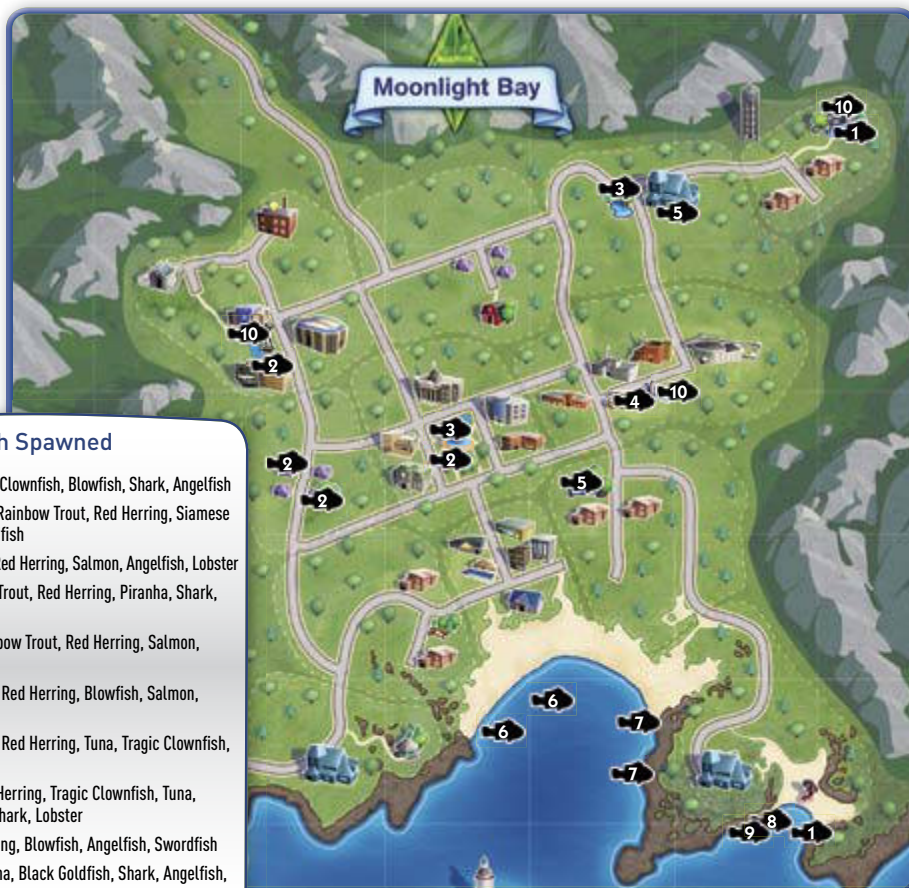 Moonlight Bay
10
1
3
5
10
2
4
10
3
2
2
2
5
6
6
7
7
8
9
1
h Spawned
Clownfish, Blowfish, Shark, Angelfish
Rainbow Trout, Red Herring, Siamese
fish
Red Herring, Salmon, Angelfish, Lobster
Trout, Red Herring, Piranha, Shark,
bow Trout, Red Herring, Salmon,
Red Herring, Blowfish, Salmon,
Red Herring, Tuna, Tragic Clownfish,
Herring, Tragic Clownfish, Tuna,
hark, Lobster
ng, Blowfish, Angelfish, Swordfish
na, Black Goldfish, Shark, Angelfish,